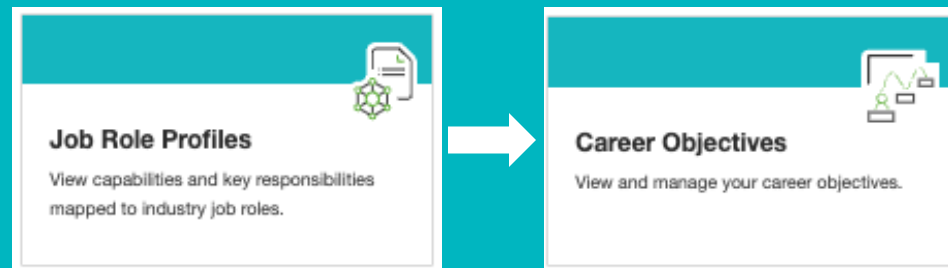 Job Role Profiles
View capabilities and key responsibilities
mapped to industry job roles.
Career Objectives
View and manage your career objectives.